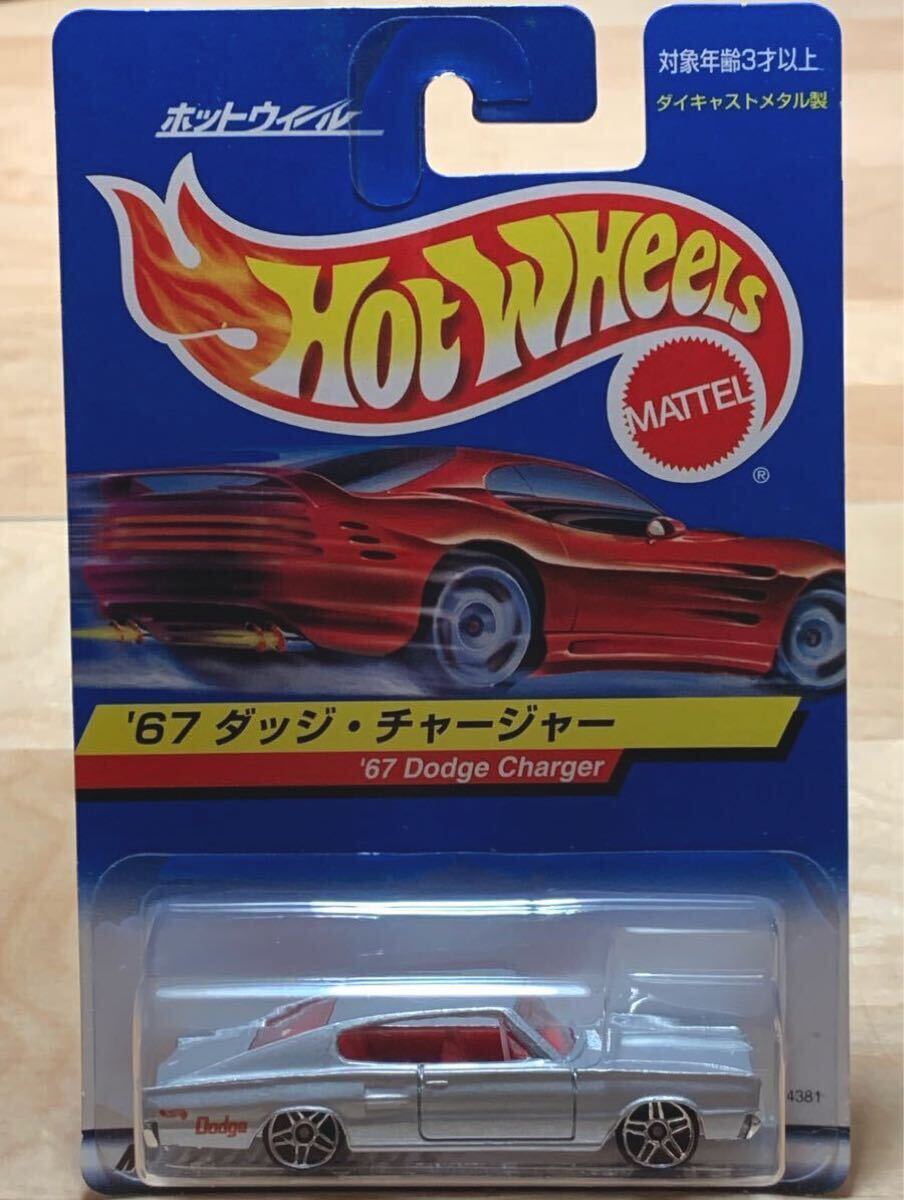 対象年齢3才以上
ダイキャストメタル製
ホットウィール
HOT WHEELS
MATTEL
®
'67 ダッジ・チャージャー
'67 Dodge Charger
Dodge
4381